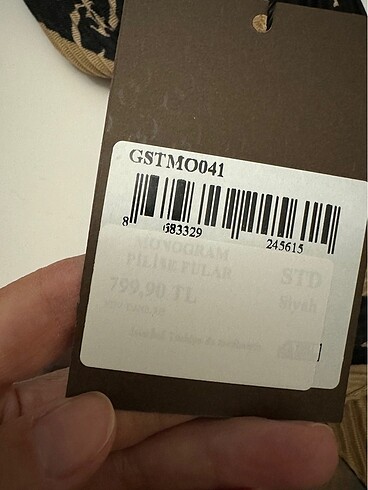 GSTMO041
8 683329 245615
MONOGRAM
PİLİSE FULAR
STD
799,90 TL
Siyah